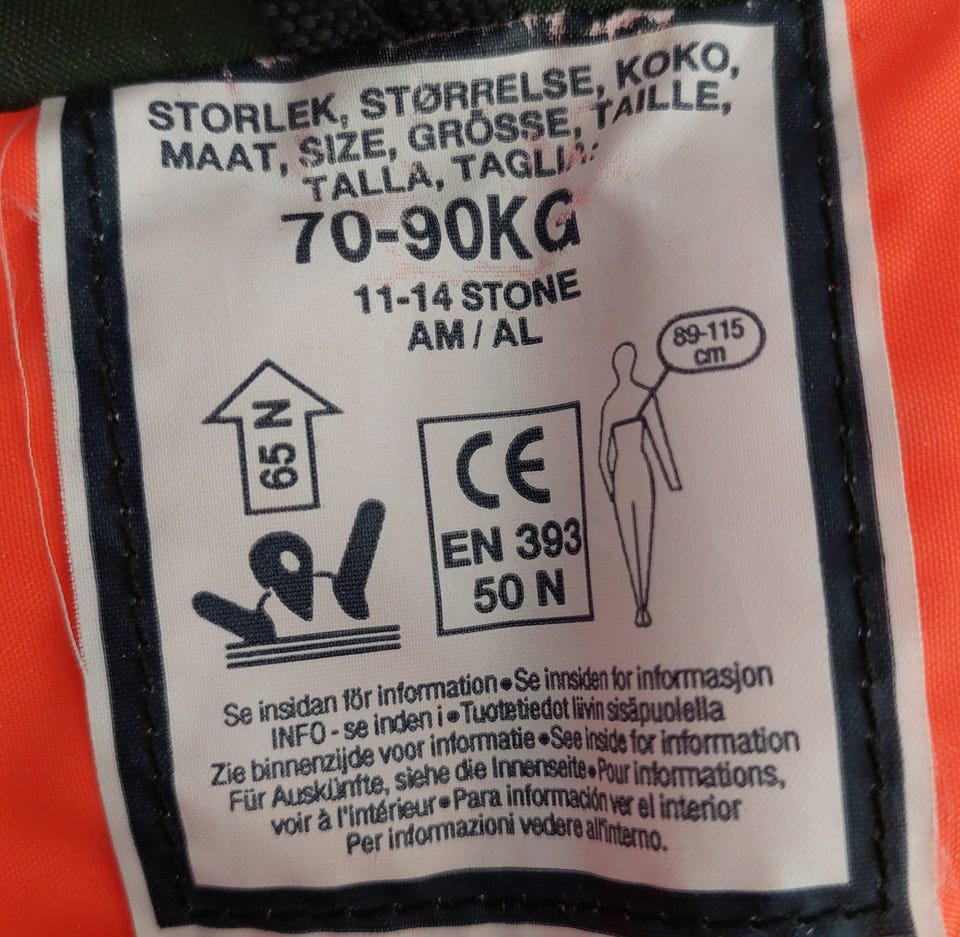 STORLEK, STØRRELSE, KOKO,
MAAT, SIZE, GRÖSSE, TAILLE,
TALLA, TAGLIA:
70-90KG
11-14 STONE
AM / AL
89-115
cm
65 N
CE
EN 393
50 N
Se insidan för information•Se innsiden for informasjon
INFO - se inden i•Tuotetiedot liivin sisäpuolella
Zie binnenzijde voor informatie•See inside for information
Für Auskünfte, siehe die Innenseite•Pour informations,
voir à l'intérieur•Para información ver el interior
Per informazioni vedere all'interno.